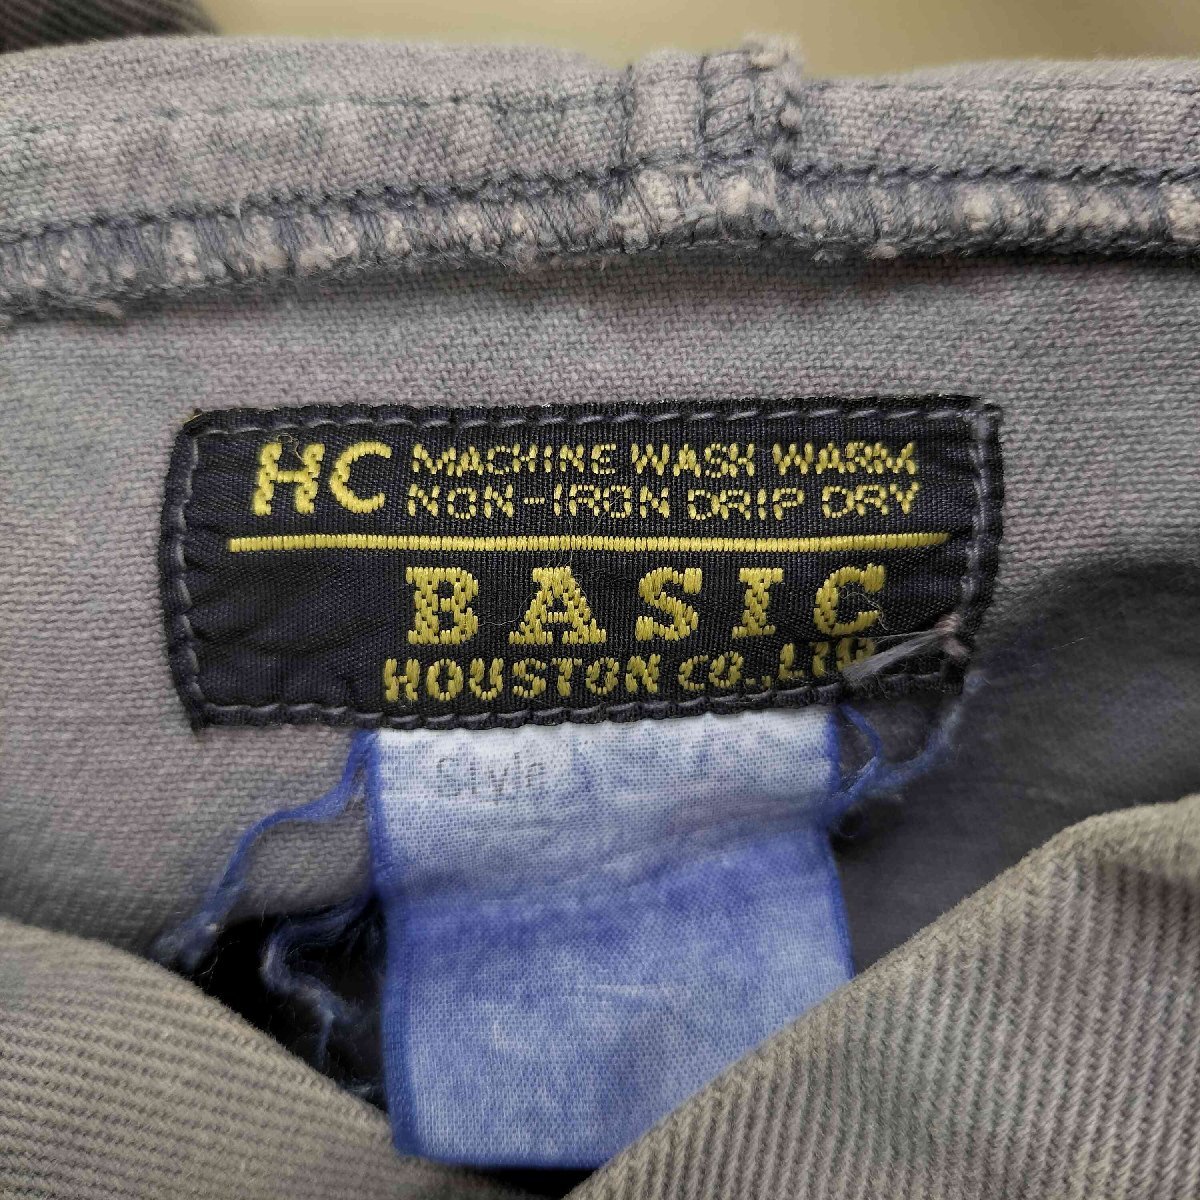 HC MACHINE WASH WARM
NON-IRON DRIP DRY
BASIC
HOUSTON CO., LTD.
Style